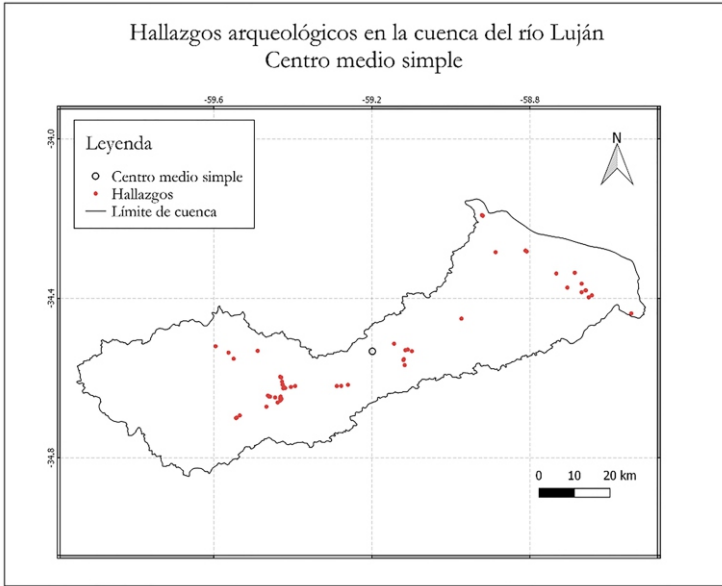 Hallazgos arqueológicos en la cuenca del río Luján
Centro medio simple
-59.6 -59.2 -58.8
-34.0
Leyenda
Centro medio simple
Hallazgos
Límite de cuenca
N
-34.4
-34.8
0 10 20 km